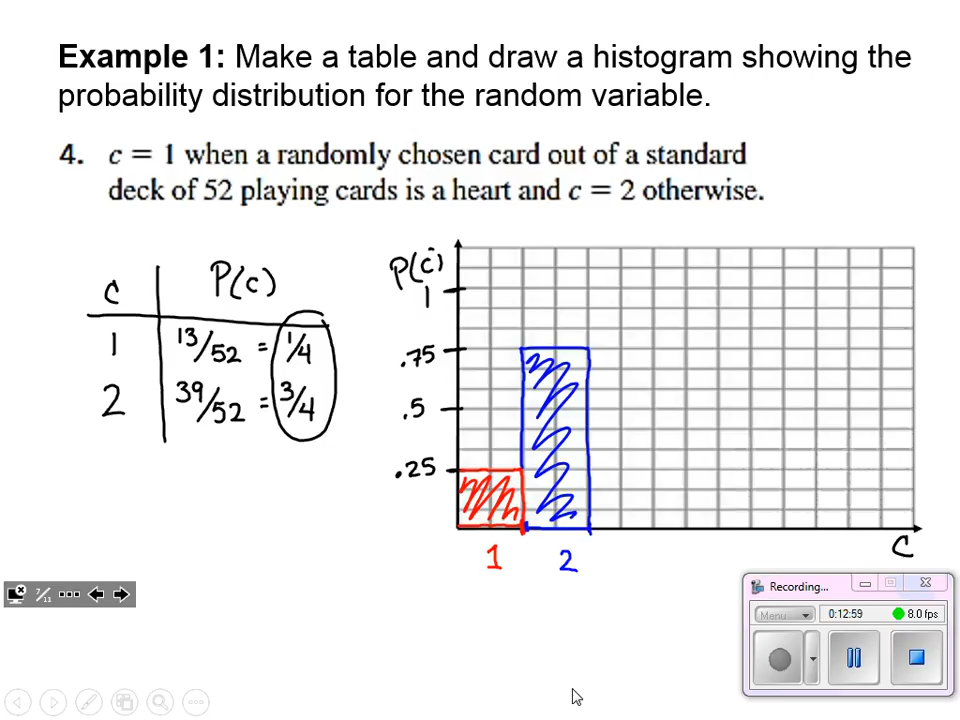 Example 1: Make a table and draw a histogram showing the
probability distribution for the random variable.
4. c = 1 when a randomly chosen card out of a standard
deck of 52 playing cards is a heart and c = 2 otherwise.
c P(c)
1 13/52 = 1/4
2 39/52 = 3/4
P(c)
1
.75
.5
.25
1 2
C
7/11
Recording...
Menu 0:12:59 8.0 fps